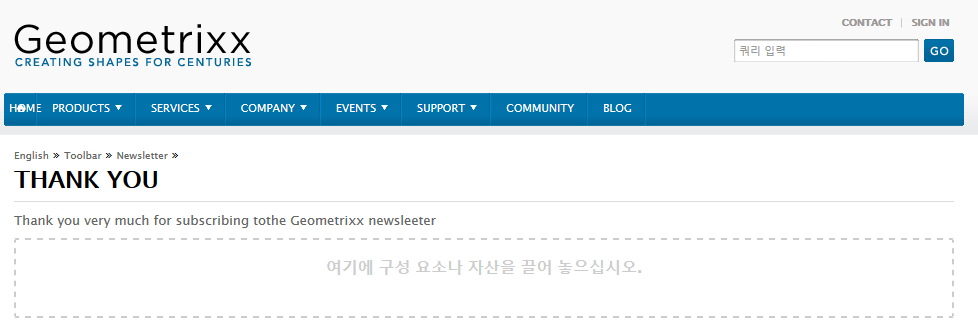 CONTACT | SIGN IN
Geometrixx
CREATING SHAPES FOR CENTURIES
쿼리 입력 GO
HOME PRODUCTS SERVICES COMPANY EVENTS SUPPORT COMMUNITY BLOG
English » Toolbar » Newsletter »
THANK YOU
Thank you very much for subscribing tothe Geometrixx newsleeter
여기에 구성 요소나 자산을 끌어 놓으십시오.